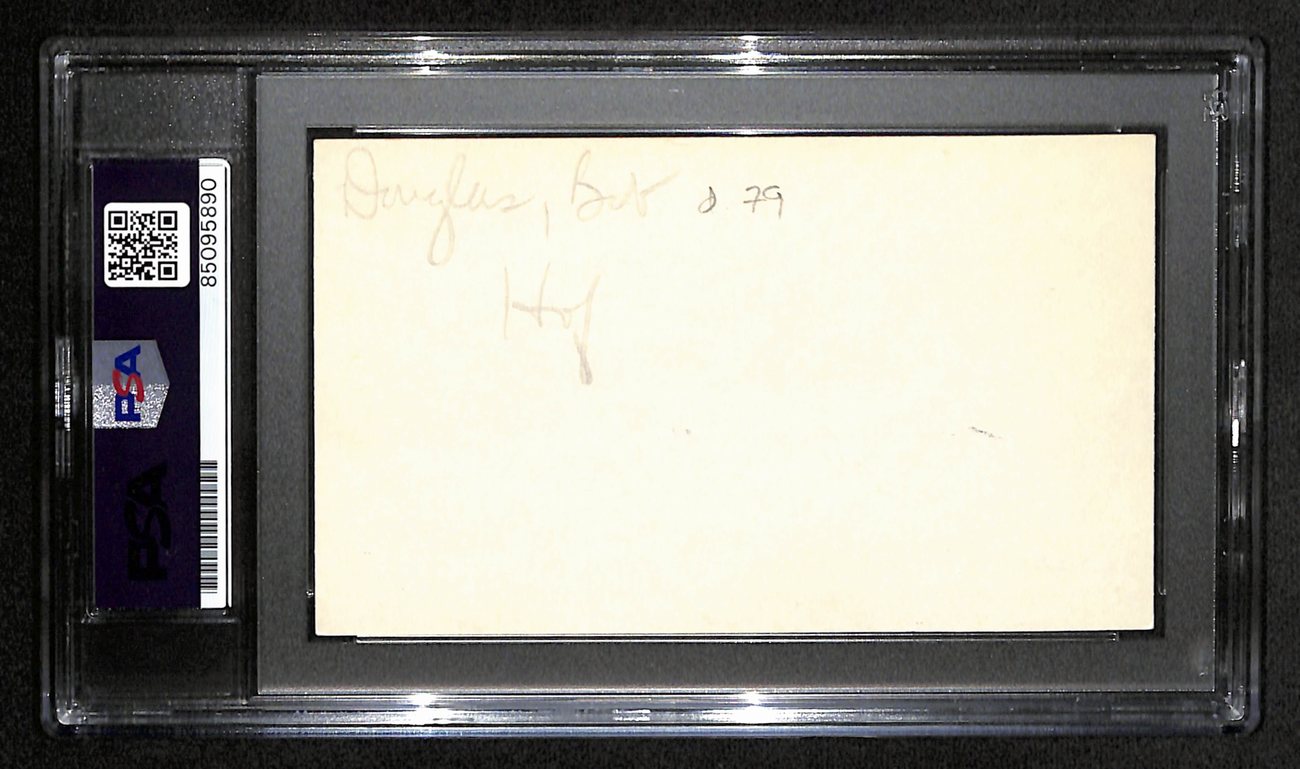 Douglas, Bob d 79
Hof
85095890
PSA
PSA